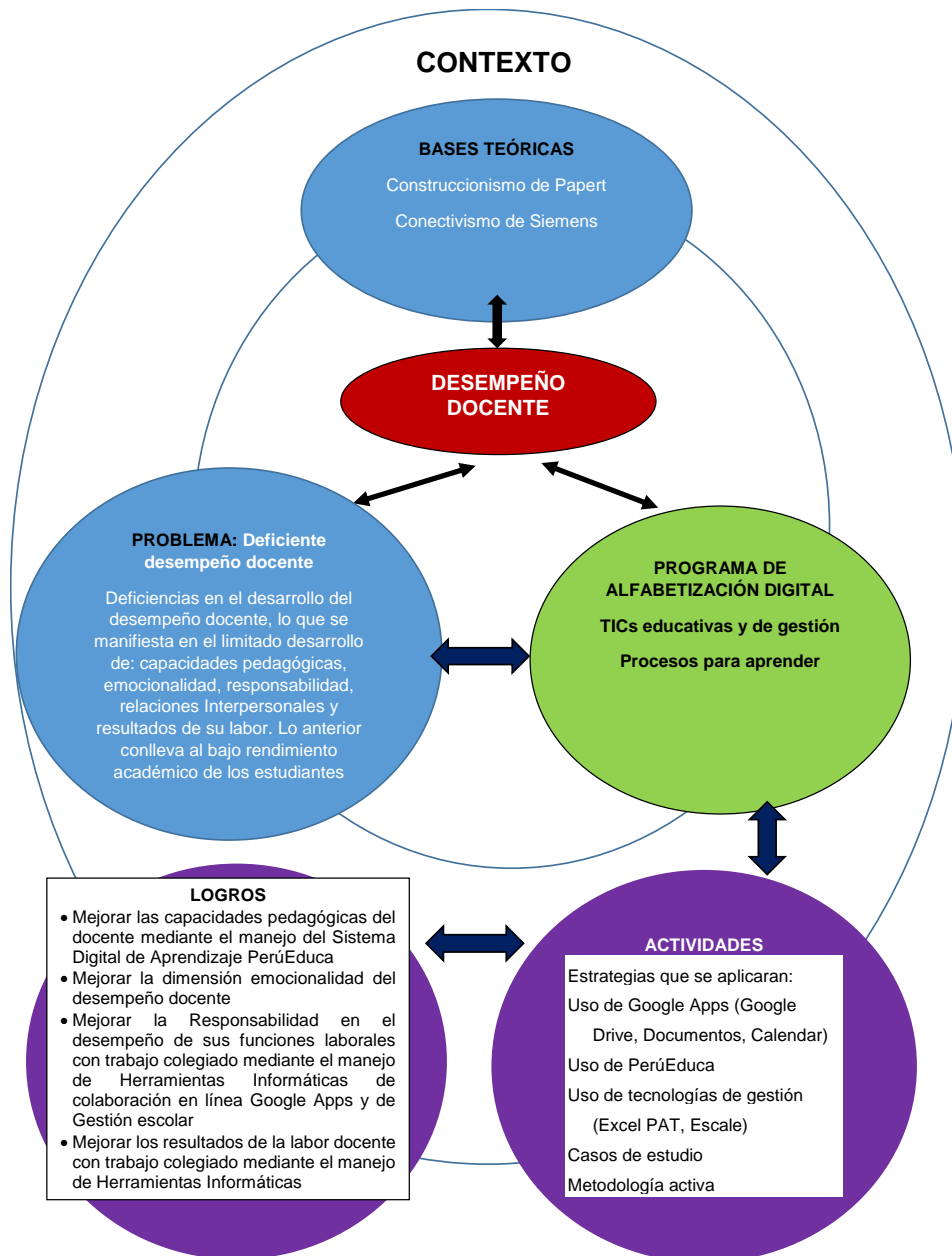 CONTEXTO
BASES TEÓRICAS
Construccionismo de Papert
Conectivismo de Siemens
DESEMPEÑO
DOCENTE
PROBLEMA: Deficiente
desempeño docente
Deficiencias en el desarrollo del
desempeño docente, lo que se
manifiesta en el limitado desarrollo
de: capacidades pedagógicas,
emocionalidad, responsabilidad,
relaciones Interpersonales y
resultados de su labor. Lo anterior
conlleva al bajo rendimiento
académico de los estudiantes
PROGRAMA DE
ALFABETIZACIÓN DIGITAL
TICs educativas y de gestión
Procesos para aprender
LOGROS
• Mejorar las capacidades pedagógicas del
docente mediante el manejo del Sistema
Digital de Aprendizaje PerúEduca
• Mejorar la dimensión emocionalidad del
desempeño docente
• Mejorar la Responsabilidad en el
desempeño de sus funciones laborales
con trabajo colegiado mediante el manejo
de Herramientas Informáticas de
colaboración en línea Google Apps y de
Gestión escolar
• Mejorar los resultados de la labor docente
con trabajo colegiado mediante el manejo
de Herramientas Informáticas
ACTIVIDADES
Estrategias que se aplicaran:
Uso de Google Apps (Google
Drive, Documentos, Calendar)
Uso de PerúEduca
Uso de tecnologías de gestión
(Excel PAT, Escale)
Casos de estudio
Metodología activa